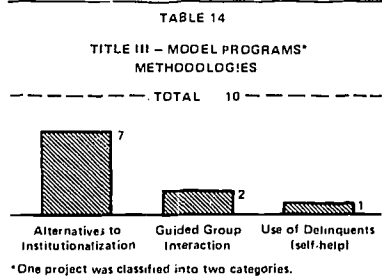 TABLE 14
TITLE III – MODEL PROGRAMS*
METHODOLOGIES
TOTAL 10
7
2
1
Alternatives to Institutionalization
Guided Group Interaction
Use of Delinquents (self-help)
*One project was classified into two categories.